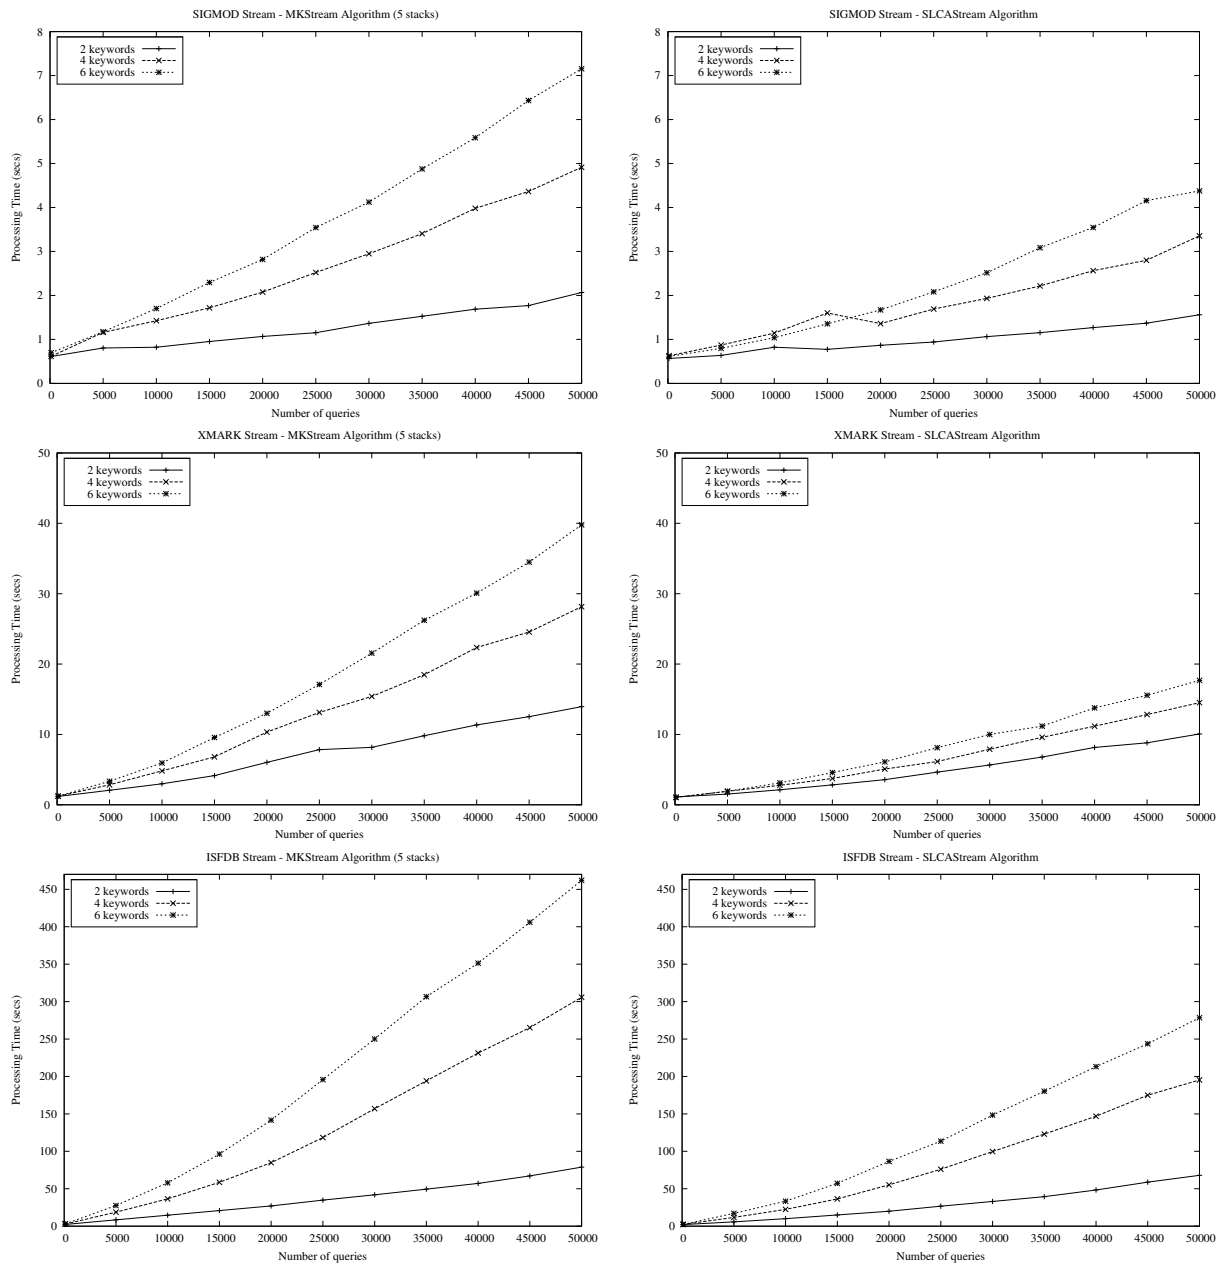 SIGMOD Stream - MKStream Algorithm (5 stacks)
2 keywords
4 keywords
6 keywords
Processing Time (secs)
8
7
6
5
4
3
2
1
0
0 5000 10000 15000 20000 25000 30000 35000 40000 45000 50000
Number of queries
SIGMOD Stream - SLCAStream Algorithm
2 keywords
4 keywords
6 keywords
Processing Time (secs)
8
7
6
5
4
3
2
1
0
0 5000 10000 15000 20000 25000 30000 35000 40000 45000 50000
Number of queries
XMARK Stream - MKStream Algorithm (5 stacks)
2 keywords
4 keywords
6 keywords
Processing Time (secs)
50
40
30
20
10
0
0 5000 10000 15000 20000 25000 30000 35000 40000 45000 50000
Number of queries
XMARK Stream - SLCAStream Algorithm
2 keywords
4 keywords
6 keywords
Processing Time (secs)
50
40
30
20
10
0
0 5000 10000 15000 20000 25000 30000 35000 40000 45000 50000
Number of queries
ISFDB Stream - MKStream Algorithm (5 stacks)
2 keywords
4 keywords
6 keywords
Processing Time (secs)
450
400
350
300
250
200
150
100
50
0
0 5000 10000 15000 20000 25000 30000 35000 40000 45000 50000
Number of queries
ISFDB Stream - SLCAStream Algorithm
2 keywords
4 keywords
6 keywords
Processing Time (secs)
450
400
350
300
250
200
150
100
50
0
0 5000 10000 15000 20000 25000 30000 35000 40000 45000 50000
Number of queries